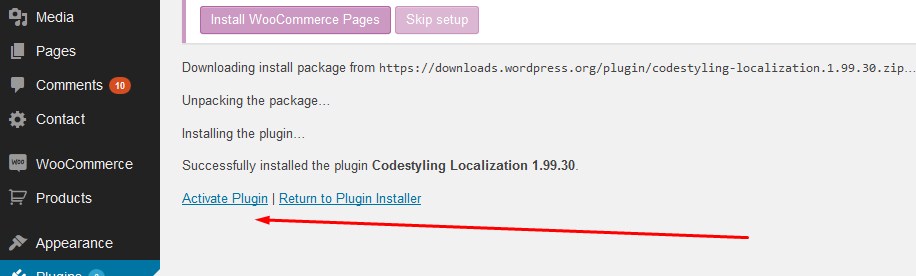 Media
Pages
Comments 10
Contact
WOO WooCommerce
Products
Appearance
Plugins
Install WooCommerce Pages Skip setup
Downloading install package from https://downloads.wordpress.org/plugin/codestyling-localization.1.99.30.zip…
Unpacking the package…
Installing the plugin…
Successfully installed the plugin Codestyling Localization 1.99.30.
Activate Plugin | Return to Plugin Installer